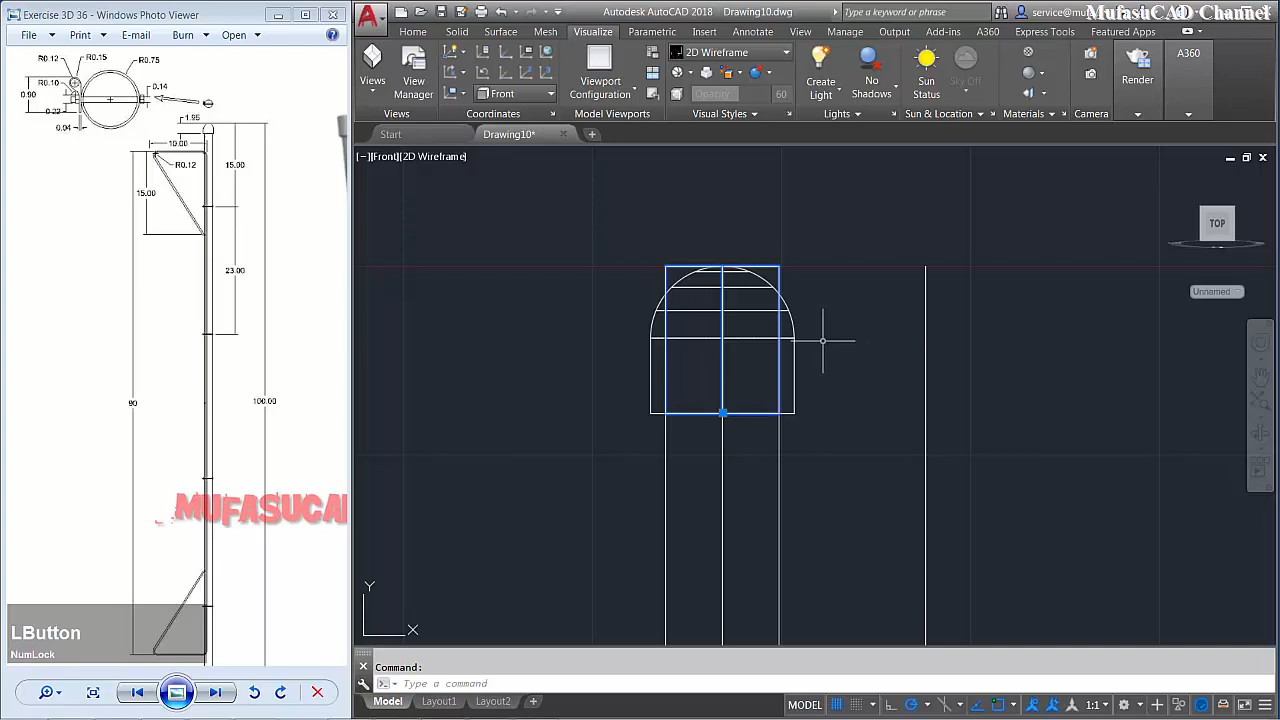 Exercise 3D 36 - Windows Photo Viewer
File
Print
E-mail
Burn
Open
R0.12
R0.15
R0.75
R0.10
0.14
0.90
0.22
0.04
1.95
10.00
R0.12
15.00
15.00
23.00
80
100.00
MUFASUCA
LButton
NumLock
Autodesk AutoCAD 2018 Drawing10.dwg
Type a keyword or phrase
MufasuCAD Channel
Home
Solid
Surface
Mesh
Visualize
Parametric
Insert
Annotate
View
Manage
Output
Add-ins
A360
Express Tools
Featured Apps
Views
View Manager
Front
Viewport Configuration
2D Wireframe
Opacity
60
Create Light
No Shadows
Sun Status
Sky Off
Render
A360
Views
Coordinates
Visual Styles
Lights
Sun & Location
Materials
Camera
Start
Drawing10*
[−][Front][2D Wireframe]
TOP
Unnamed
Y
X
Command:
Type a command
Model
Layout1
Layout2
MODEL
1:1